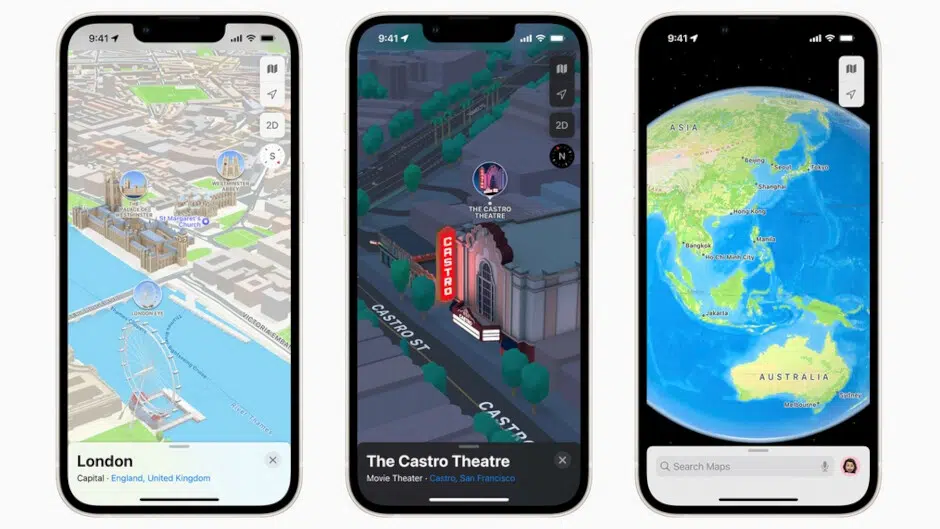 9:41
2D
S
WESTMINSTER
ABBEY
THE
PALACE OF
WESTMINSTER
St Margaret's
Church
LONDON EYE
VICTORIA EMBA
River Thames
London
Capital · England, United Kingdom
9:41
2D
N
THE CASTRO
THEATRE
CASTRO
CASTRO ST
CASTRO
The Castro Theatre
Movie Theater · Castro, San Francisco
9:41
ASIA
Beijing
Seoul
Tokyo
Shanghai
Hong Kong
Manila
Bangkok
Ho Chi Minh City
Jakarta
AUSTRALIA
Sydney
Melbourne
Search Maps